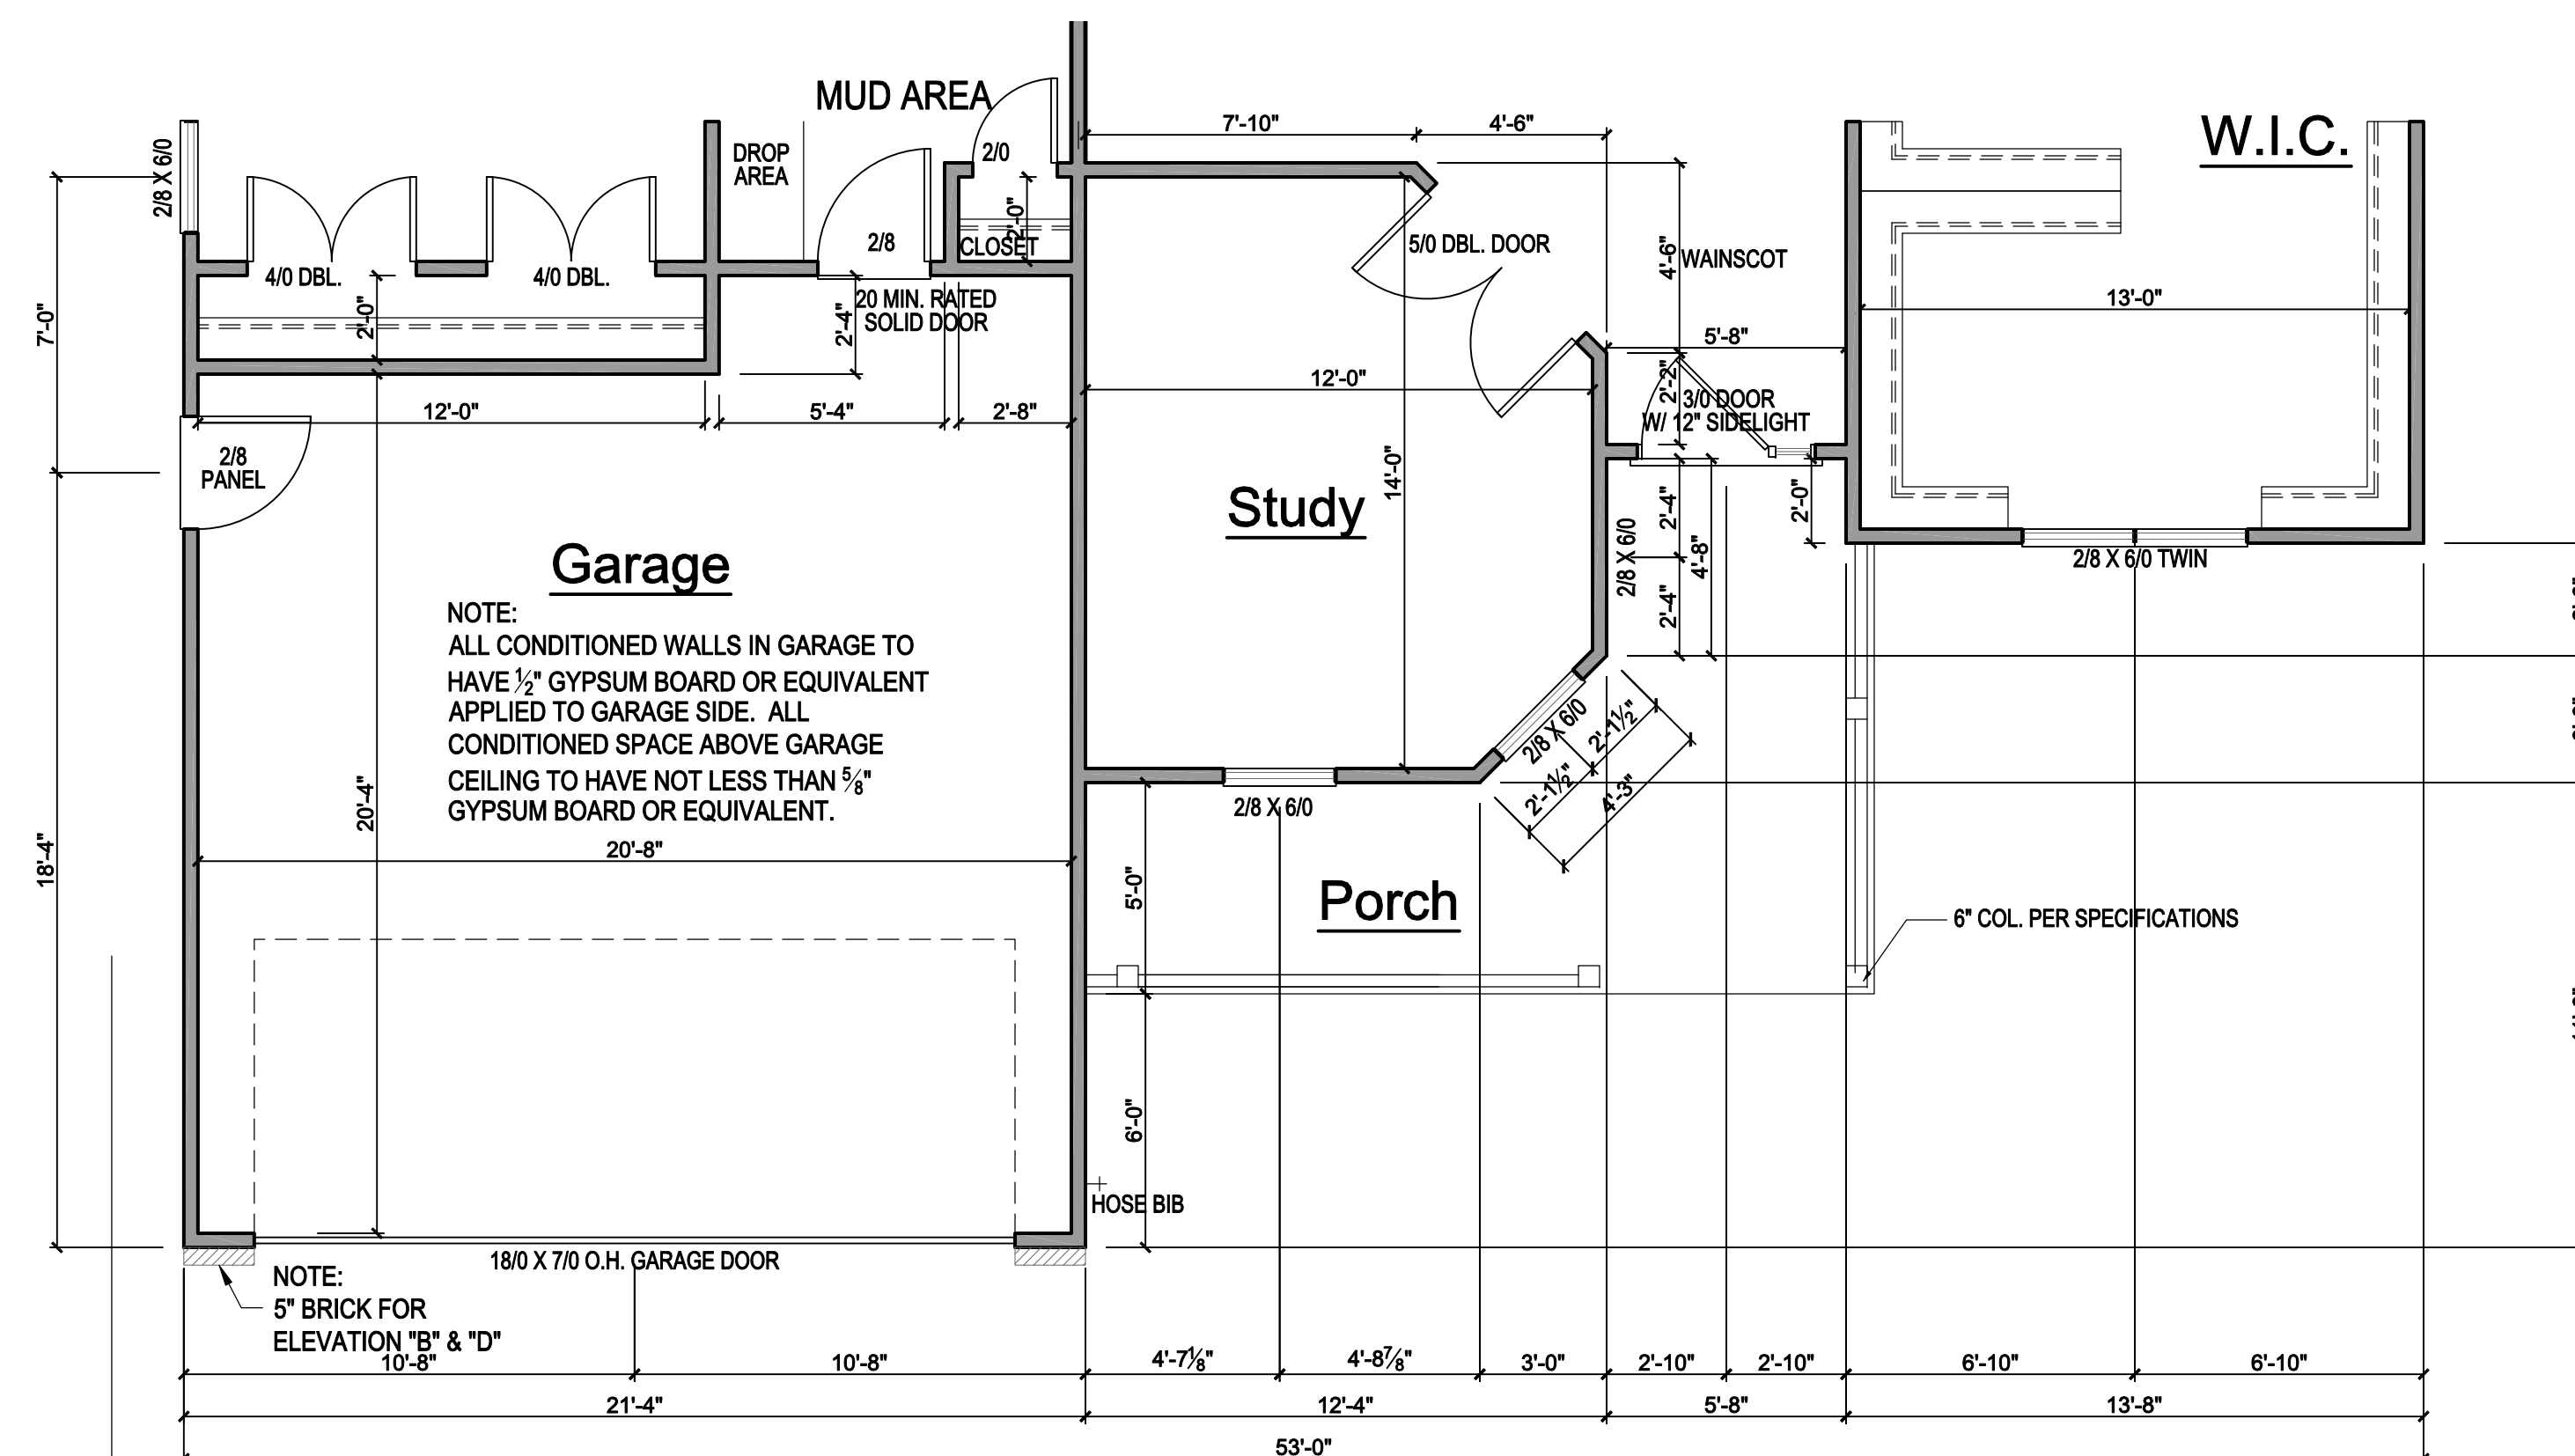 MUD AREA
W.I.C.
7'-10"
4'-6"
2/8 X 6/0
DROP
AREA
2/0
2'-0"
2/8
CLOSET
5/0 DBL. DOOR
4'-6"
WAINSCOT
4/0 DBL.
4/0 DBL.
7'-0"
2'-0"
2'-4"
20 MIN. RATED
SOLID DOOR
13'-0"
5'-8"
12'-0"
2'-2"
3/0 DOOR
W/ 12" SIDELIGHT
12'-0"
5'-4"
2'-8"
2/8
PANEL
14'-0"
Study
2'-4"
2'-0"
2/8 X 6/0
4'-8"
2'-4"
2/8 X 6/0 TWIN
Garage
NOTE:
ALL CONDITIONED WALLS IN GARAGE TO
HAVE 1/2" GYPSUM BOARD OR EQUIVALENT
APPLIED TO GARAGE SIDE. ALL
CONDITIONED SPACE ABOVE GARAGE
CEILING TO HAVE NOT LESS THAN 5/8"
GYPSUM BOARD OR EQUIVALENT.
2/8 X 6/0
2'-1 1/2"
2'-1 1/2"
4'-3"
2/8 X 6/0
20'-4"
18'-4"
20'-8"
5'-0"
Porch
6" COL. PER SPECIFICATIONS
6'-0"
HOSE BIB
18/0 X 7/0 O.H. GARAGE DOOR
NOTE:
5" BRICK FOR
ELEVATION "B" & "D"
10'-8"
10'-8"
4'-7 1/8"
4'-8 7/8"
3'-0"
2'-10"
2'-10"
6'-10"
6'-10"
21'-4"
12'-4"
5'-8"
13'-8"
53'-0"